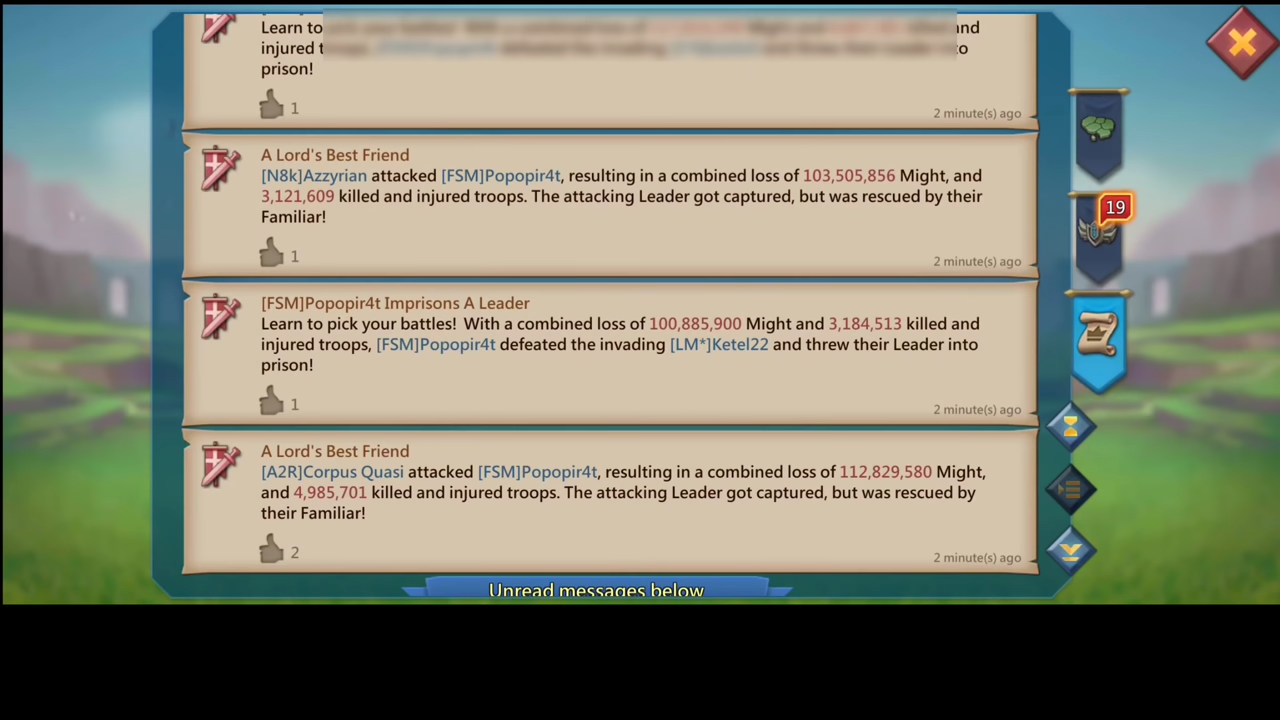 Learn to and
injured t to
prison!
1
2 minute(s) ago
A Lord's Best Friend
[N8k]Azzyrian attacked [FSM]Popopir4t, resulting in a combined loss of 103,505,856 Might, and
3,121,609 killed and injured troops. The attacking Leader got captured, but was rescued by their
Familiar!
1
2 minute(s) ago
19
[FSM]Popopir4t Imprisons A Leader
Learn to pick your battles! With a combined loss of 100,885,900 Might and 3,184,513 killed and
injured troops, [FSM]Popopir4t defeated the invading [LM*]Ketel22 and threw their Leader into
prison!
1
2 minute(s) ago
A Lord's Best Friend
[A2R]Corpus Quasi attacked [FSM]Popopir4t, resulting in a combined loss of 112,829,580 Might,
and 4,985,701 killed and injured troops. The attacking Leader got captured, but was rescued by
their Familiar!
2
2 minute(s) ago
Unread messages below